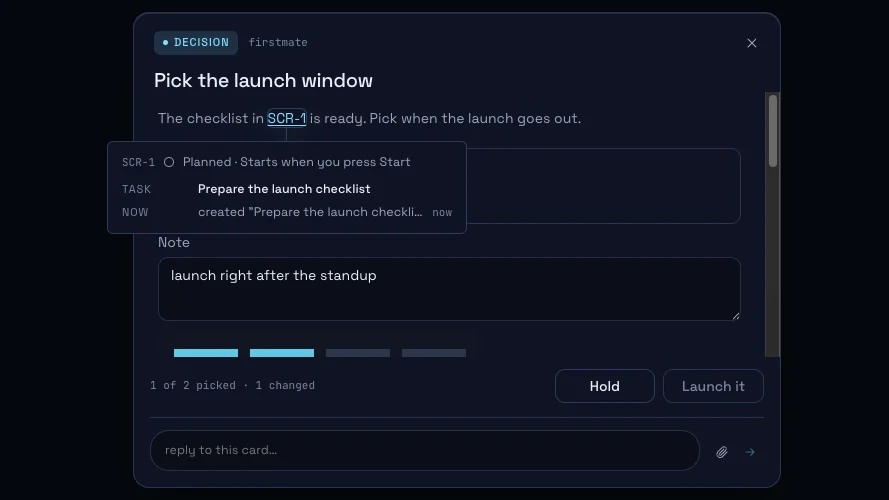 DECISION firstmate
Pick the launch window
The checklist in SCR-1 is ready. Pick when the launch goes out.
SCR-1 Planned · Starts when you press Start
TASK Prepare the launch checklist
NOW created "Prepare the launch checkli… now
Note
launch right after the standup
1 of 2 picked · 1 changed
Hold
Launch it
reply to this card…